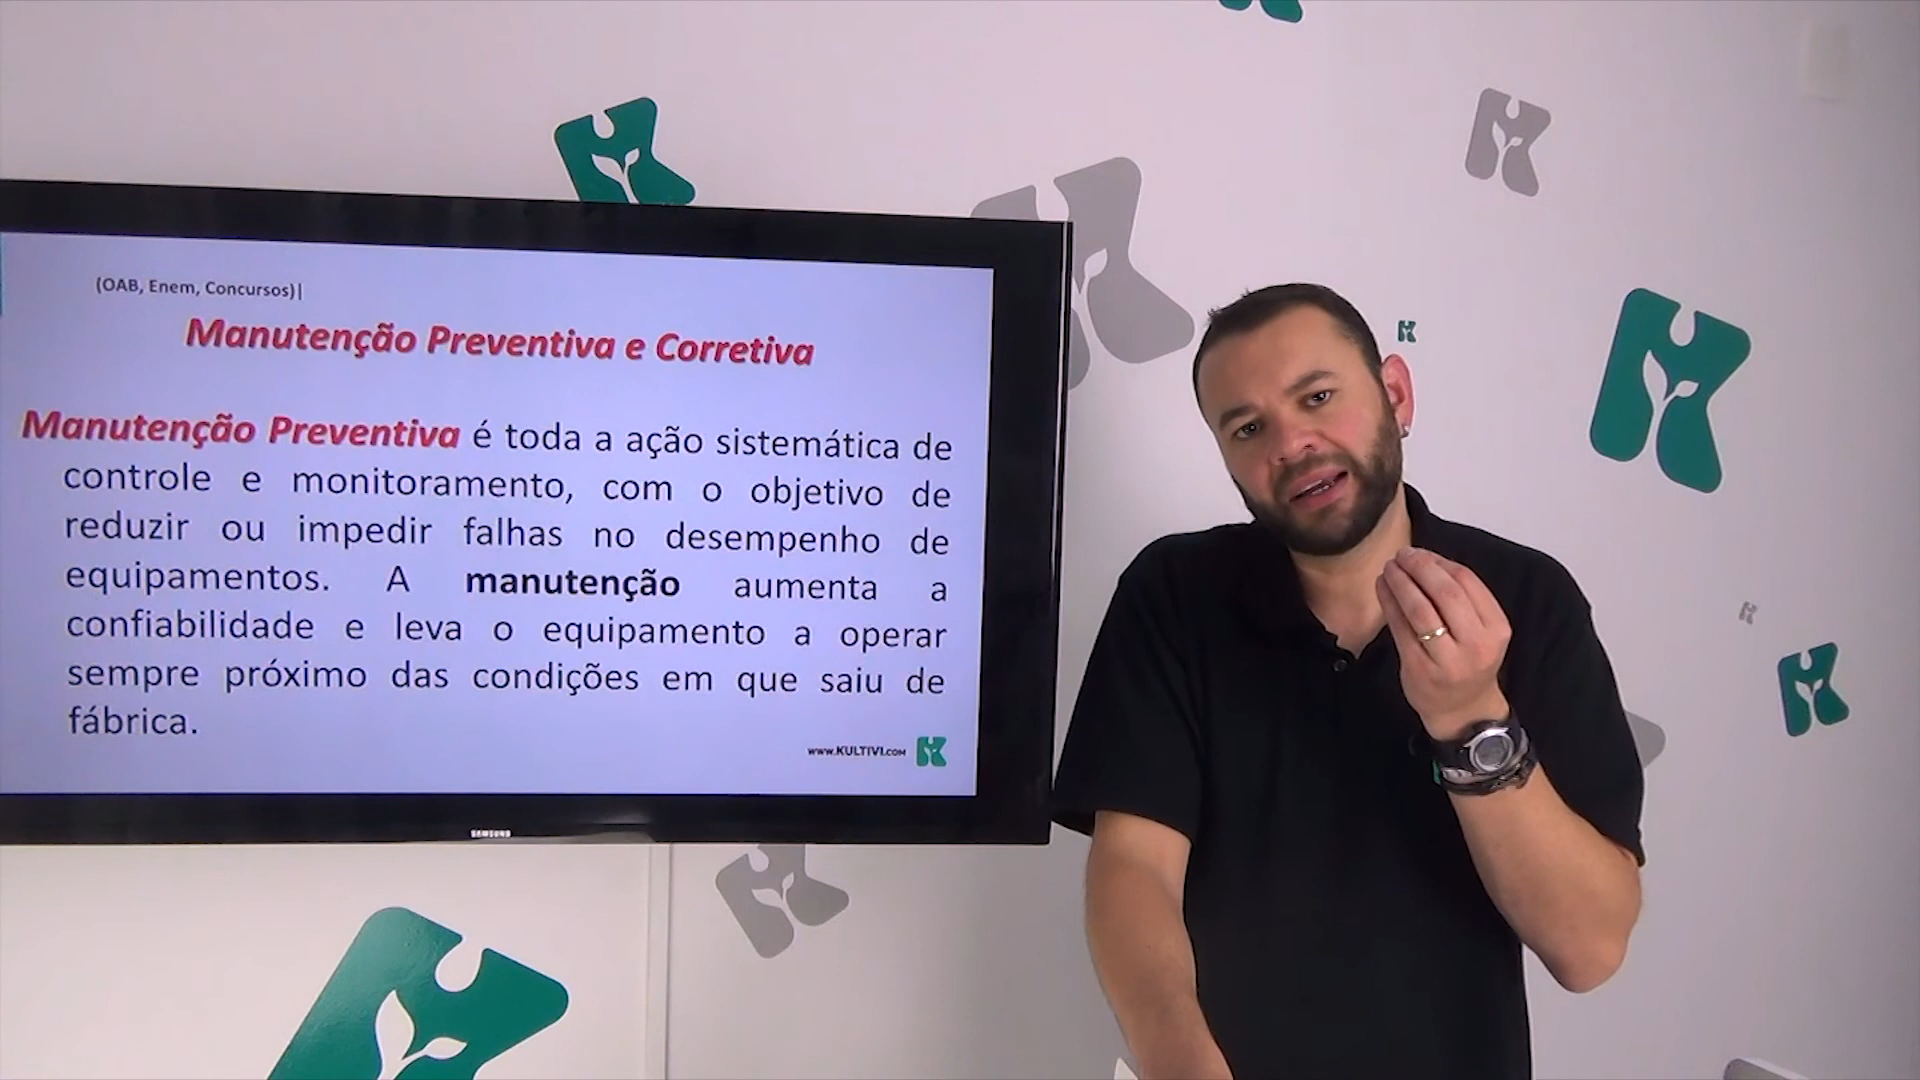 (OAB, Enem, Concursos)|
Manutenção Preventiva e Corretiva
Manutenção Preventiva é toda a ação sistemática de
controle e monitoramento, com o objetivo de
reduzir ou impedir falhas no desempenho de
equipamentos. A manutenção aumenta a
confiabilidade e leva o equipamento a operar
sempre próximo das condições em que saiu de
fábrica.
www.KULTIVI.COM
SAMSUNG